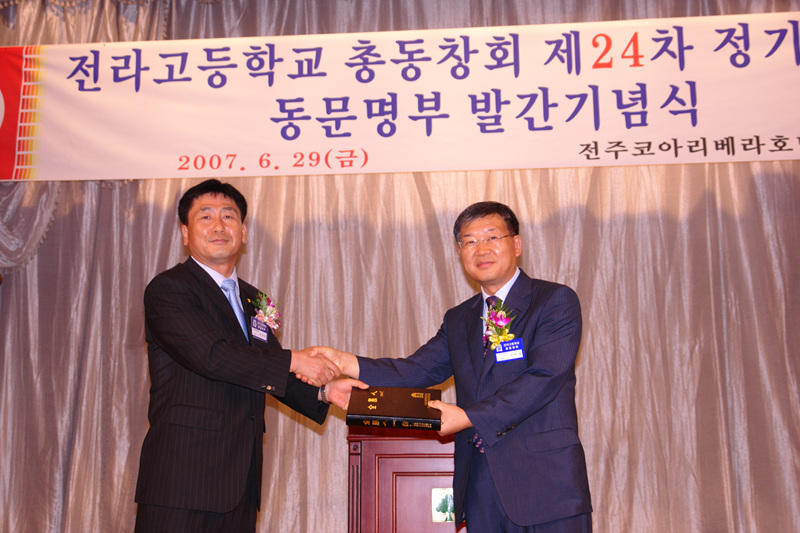 전라고등학교 총동창회 제24차 정기
동문명부 발간기념식
2007. 6. 29(금)
전주코아리베라호